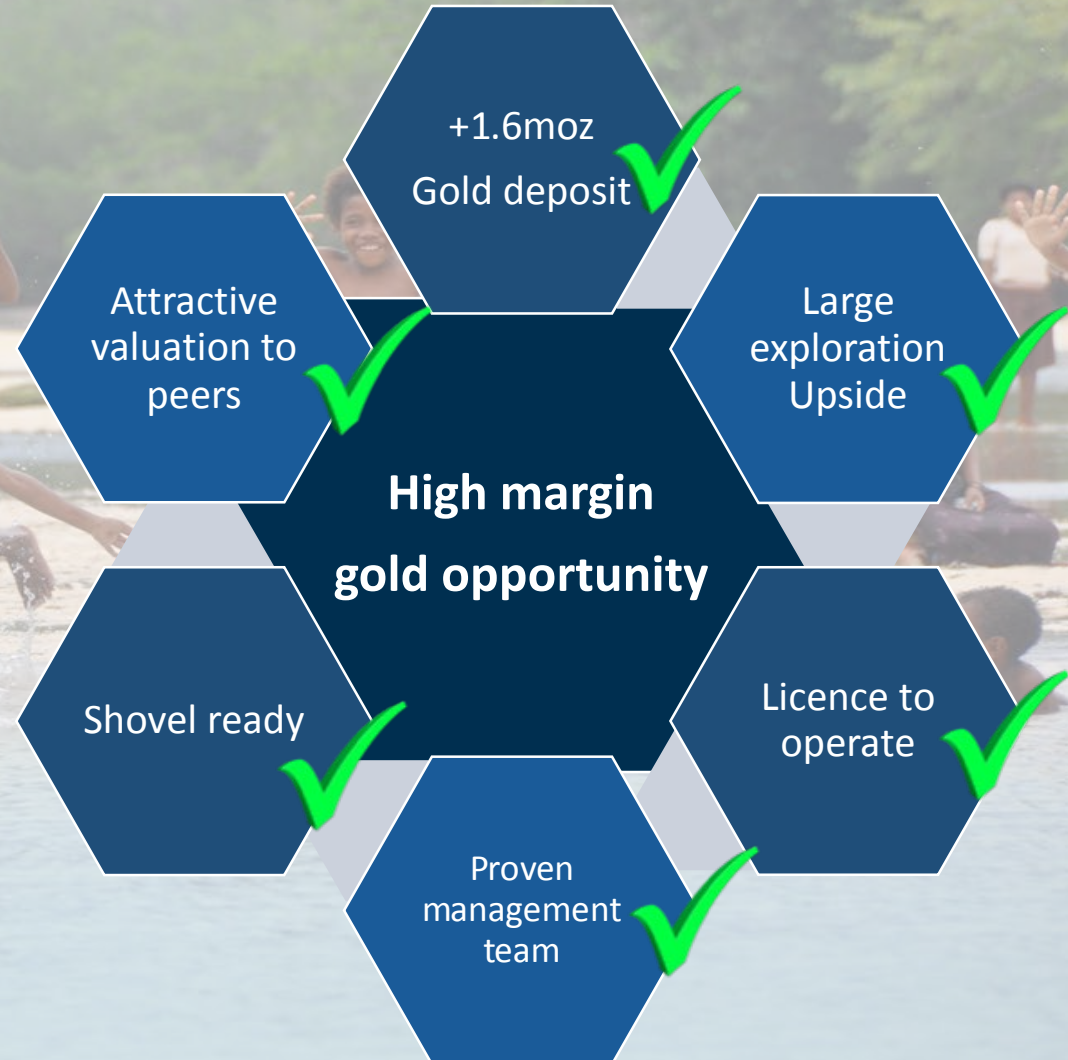 +1.6moz
Gold deposit
Attractive
valuation to
peers
Large
exploration
Upside
High margin
gold opportunity
Shovel ready
Licence to
operate
Proven
management
team